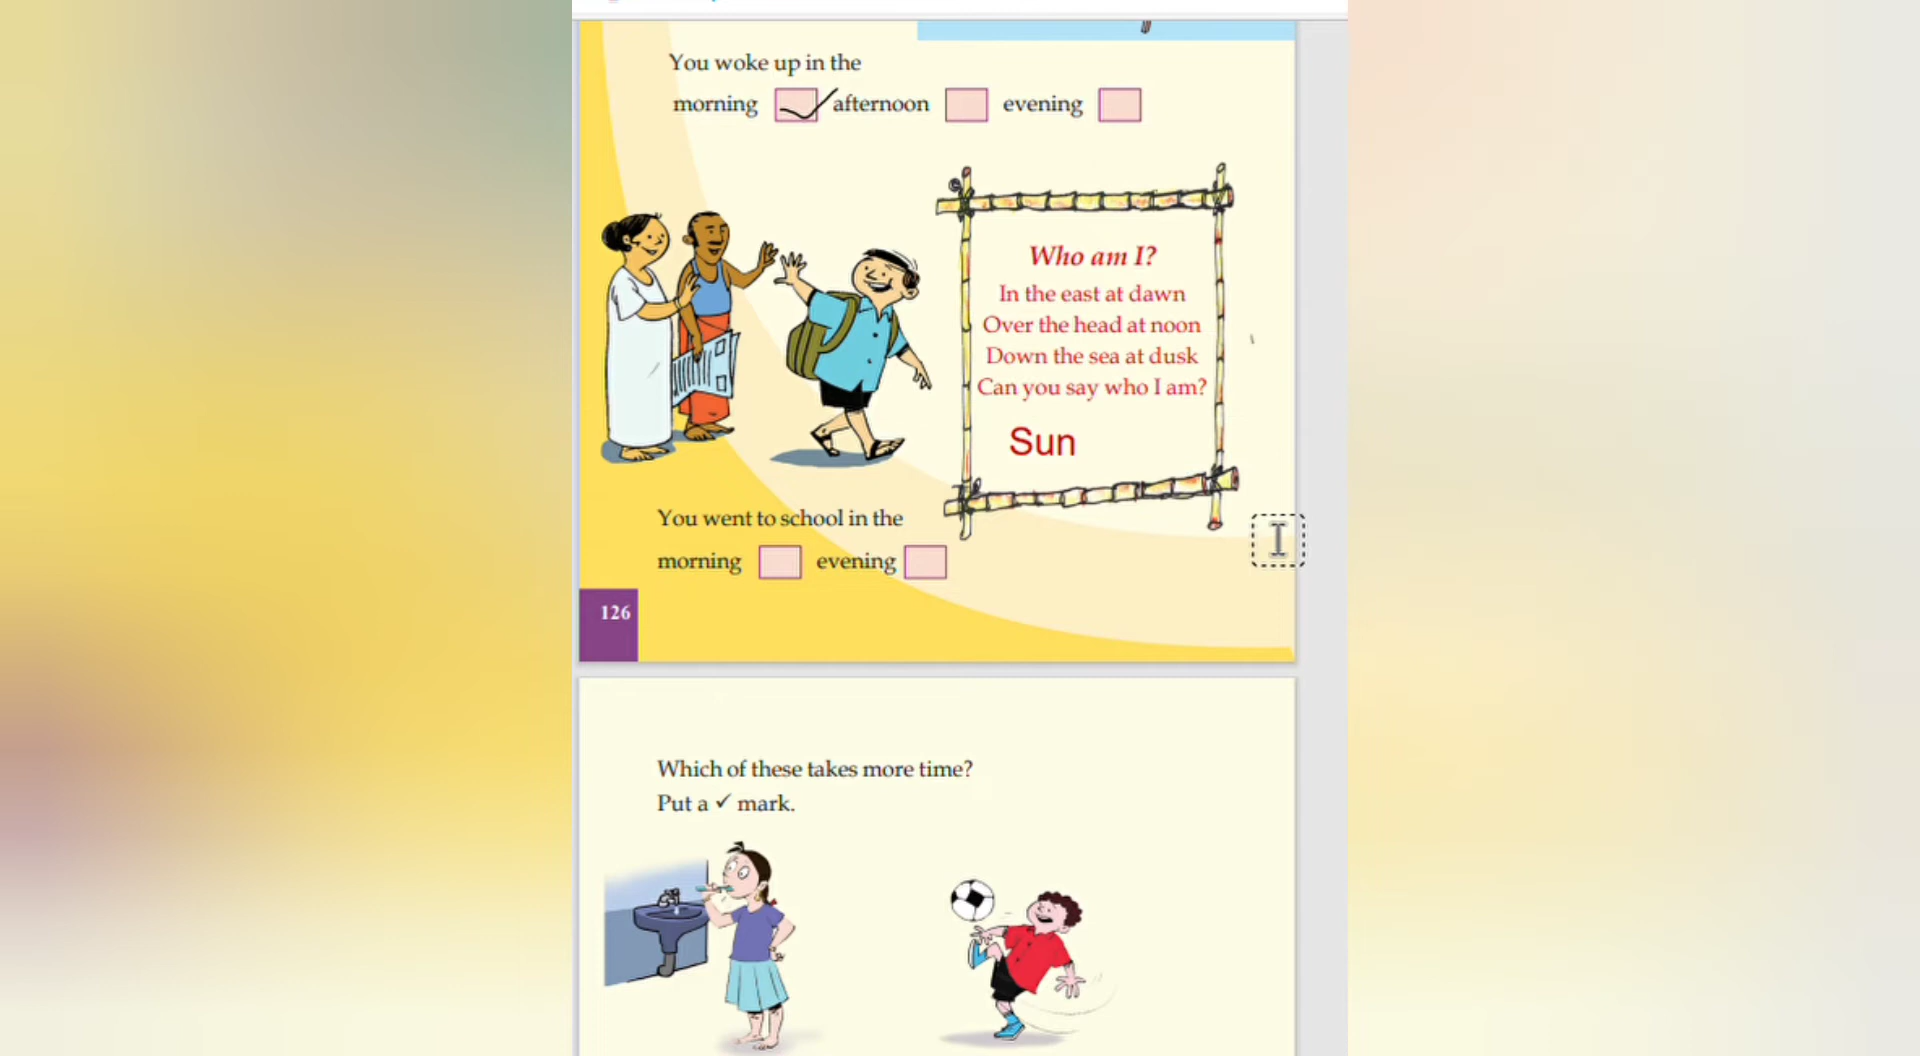 You woke up in the
morning afternoon evening
Who am I?
In the east at dawn
Over the head at noon
Down the sea at dusk
Can you say who I am?
Sun
You went to school in the
morning evening
126
Which of these takes more time?
Put a ✓ mark.